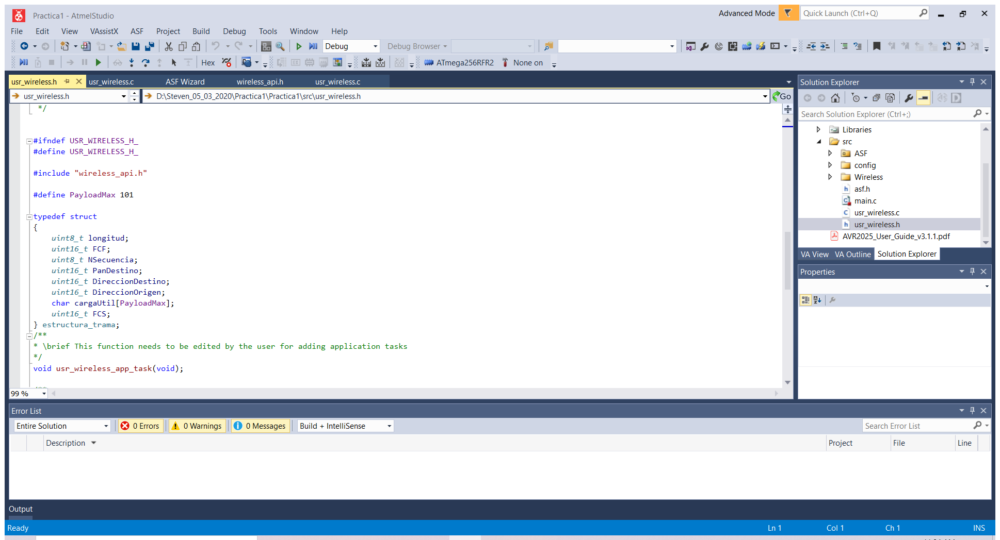 Practica1 - AtmelStudio
Advanced Mode
Quick Launch (Ctrl+Q)
File Edit View VAssistX ASF Project Build Debug Tools Window Help
Debug Debug Browser
Hex ATmega256RFR2 None on
usr_wireless.h usr_wireless.c ASF Wizard wireless_api.h usr_wireless.c
usr_wireless.h D:\Steven_05_03_2020\Practica1\Practica1\src\usr_wireless.h Go
*/
#ifndef USR_WIRELESS_H_
#define USR_WIRELESS_H_
#include "wireless_api.h"
#define PayloadMax 101
typedef struct
{
uint8_t longitud;
uint16_t FCF;
uint8_t NSecuencia;
uint16_t PanDestino;
uint16_t DireccionDestino;
uint16_t DireccionOrigen;
char cargaUtil[PayloadMax];
uint16_t FCS;
} estructura_trama;
/**
* \brief This function needs to be edited by the user for adding application tasks
*/
void usr_wireless_app_task(void);
99 %
Solution Explorer
Search Solution Explorer (Ctrl+;)
Libraries
src
ASF
config
Wireless
asf.h
main.c
usr_wireless.c
usr_wireless.h
AVR2025_User_Guide_v3.1.1.pdf
VA View VA Outline Solution Explorer
Properties
Error List
Entire Solution 0 Errors 0 Warnings 0 Messages Build + IntelliSense Search Error List
Description Project File Line
Output
Ready Ln 1 Col 1 Ch 1 INS